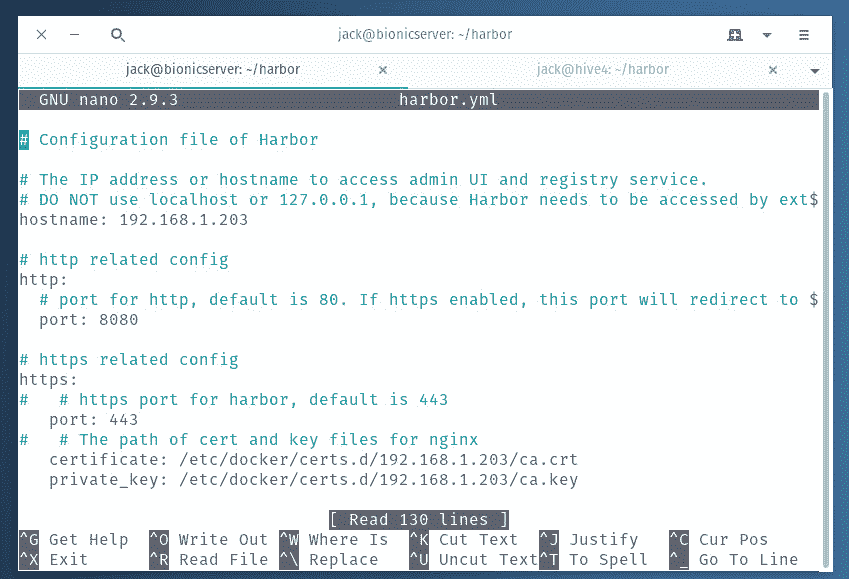 jack@bionicserver: ~/harbor
jack@bionicserver: ~/harbor
jack@hive4: ~/harbor
GNU nano 2.9.3 harbor.yml
# Configuration file of Harbor
# The IP address or hostname to access admin UI and registry service.
# DO NOT use localhost or 127.0.0.1, because Harbor needs to be accessed by ext$
hostname: 192.168.1.203
# http related config
http:
# port for http, default is 80. If https enabled, this port will redirect to $
port: 8080
# https related config
https:
# # https port for harbor, default is 443
port: 443
# # The path of cert and key files for nginx
certificate: /etc/docker/certs.d/192.168.1.203/ca.crt
private_key: /etc/docker/certs.d/192.168.1.203/ca.key
[ Read 130 lines ]
^G Get Help ^O Write Out ^W Where Is ^K Cut Text ^J Justify ^C Cur Pos
^X Exit ^R Read File ^\ Replace ^U Uncut Text ^T To Spell ^_ Go To Line